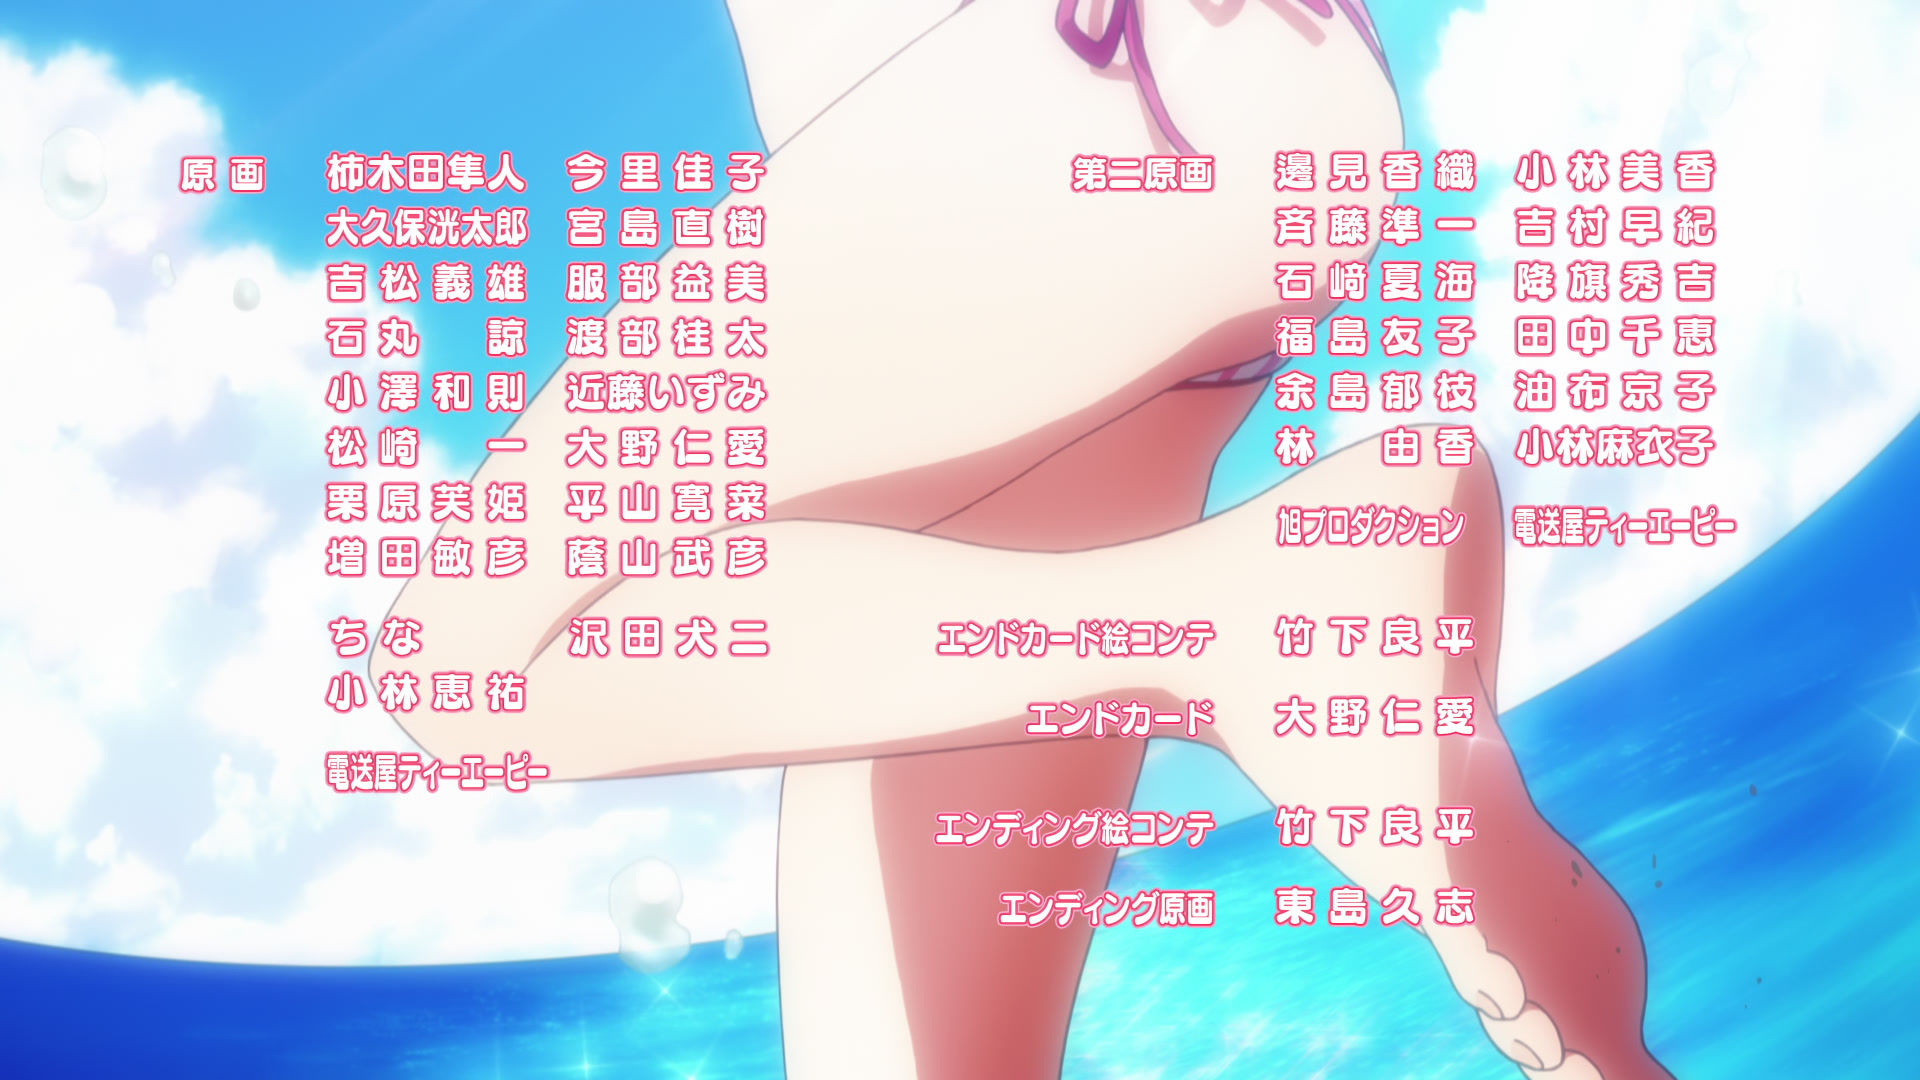 原画 柿木田隼人 今里佳子
大久保洸太郎 宮島直樹
吉松義雄 服部益美
石丸諒 渡部桂太
小澤和則 近藤いずみ
松崎一 大野仁愛
栗原芙姫 平山寛菜
増田敏彦 蔭山武彦
ちな 沢田犬二
小林恵祐
電送屋ティーエーピー
第二原画 邊見香織 小林美香
斉藤準一 吉村早紀
石﨑夏海 降旗秀吉
福島友子 田中千恵
余島郁枝 油布京子
林由香 小林麻衣子
旭プロダクション 電送屋ティーエーピー
エンドカード絵コンテ 竹下良平
エンドカード 大野仁愛
エンディング絵コンテ 竹下良平
エンディング原画 東島久志